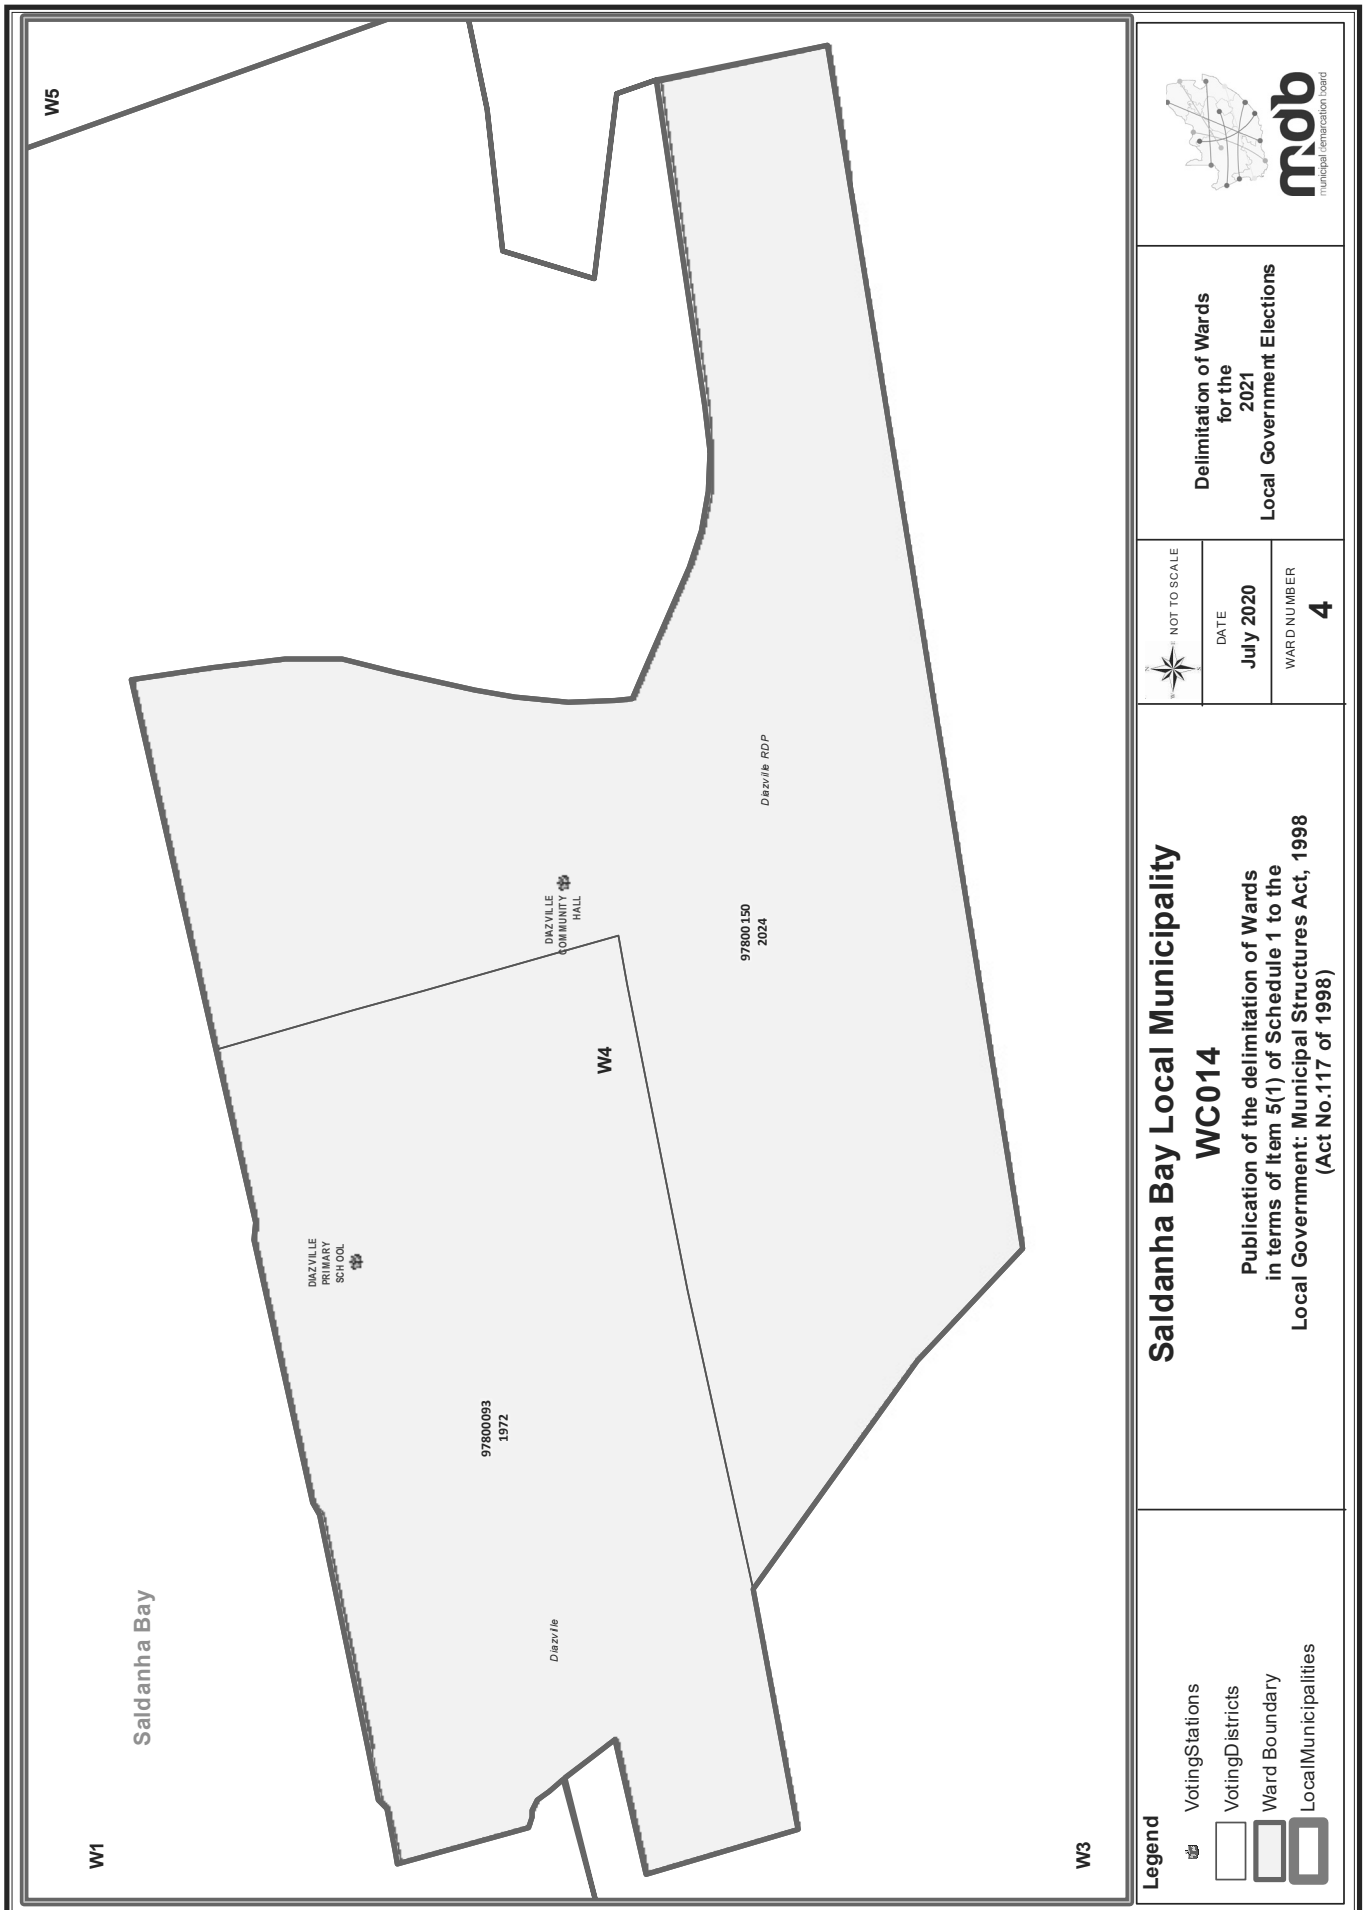 W5
W1
Saldanha Bay
DIAZVILLE
PRIMARY
SCHOOL
DIAZVILLE
COMMUNITY
HALL
97800093
1972
Diazville
W4
97800150
2024
Diazville RDP
W3
Legend
VotingStations
VotingDistricts
Ward Boundary
LocalMunicipalities
Saldanha Bay Local Municipality
WC014
Publication of the delimitation of Wards
in terms of Item 5(1) of Schedule 1 to the
Local Government: Municipal Structures Act, 1998
(Act No.117 of 1998)
NOT TO SCALE
DATE
July 2020
WARD NUMBER
4
Delimitation of Wards
for the
2021
Local Government Elections
mdb
municipal demarcation board